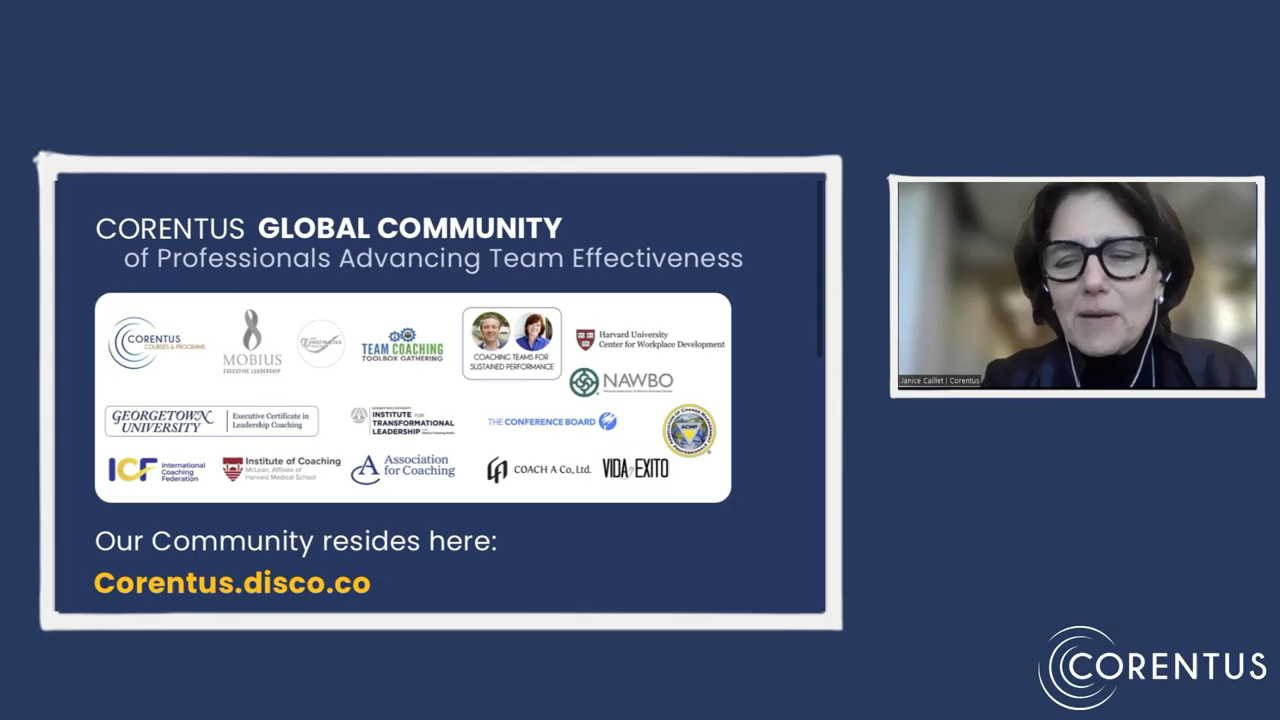 CORENTUS GLOBAL COMMUNITY
of Professionals Advancing Team Effectiveness
CORENTUS
COURSES & PROGRAMS
MOBIUS
EXECUTIVE LEADERSHIP
TEAM COACHING
TOOLBOX GATHERING
COACHING TEAMS FOR
SUSTAINED PERFORMANCE
Harvard University
Center for Workplace Development
NAWBO
GEORGETOWN
UNIVERSITY
Executive Certificate in
Leadership Coaching
INSTITUTE FOR
TRANSFORMATIONAL
LEADERSHIP
THE CONFERENCE BOARD
ACMP
ICF
International
Coaching
Federation
Institute of Coaching
McLean, Affiliate of
Harvard Medical School
Association
for Coaching
COACH A Co., Ltd.
VIDA y EXITO
Our Community resides here:
Corentus.disco.co
Janice Caillet | Corentus
CORENTUS